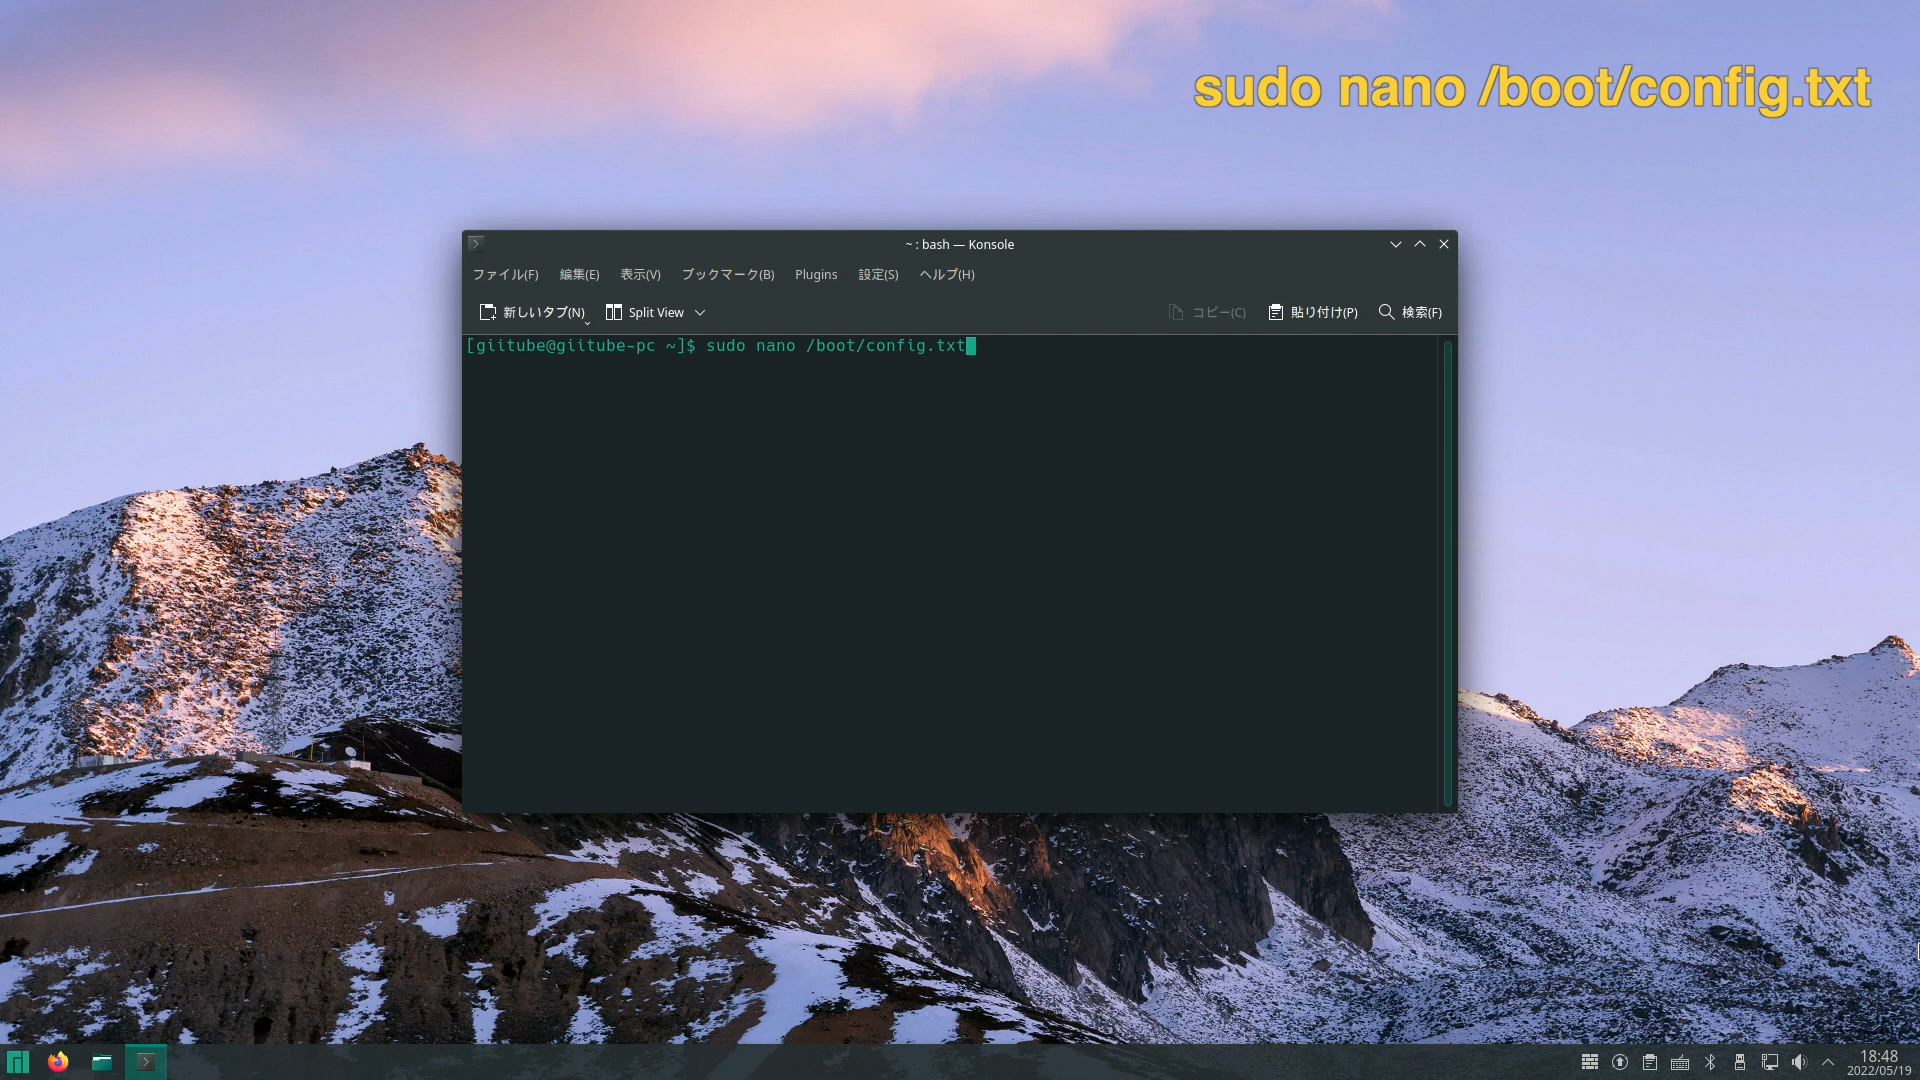 sudo nano /boot/config.txt
~ : bash — Konsole
ファイル(F) 編集(E) 表示(V) ブックマーク(B) Plugins 設定(S) ヘルプ(H)
新しいタブ(N) Split View コピー(C) 貼り付け(P) 検索(F)
[giitube@giitube-pc ~]$ sudo nano /boot/config.txt
18:48
2022/05/19